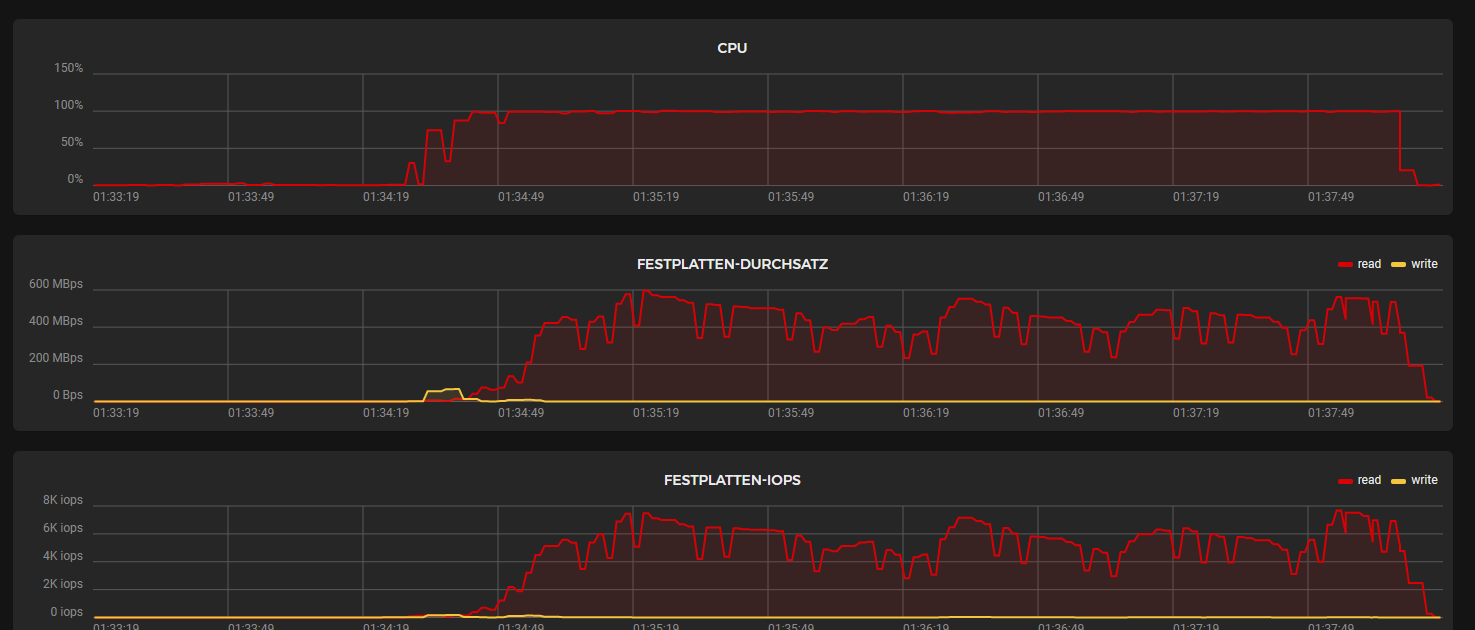 CPU
150%
100%
50%
0%
01:33:19 01:33:49 01:34:19 01:34:49 01:35:19 01:35:49 01:36:19 01:36:49 01:37:19 01:37:49
FESTPLATTEN-DURCHSATZ
read write
600 MBps
400 MBps
200 MBps
0 Bps
01:33:19 01:33:49 01:34:19 01:34:49 01:35:19 01:35:49 01:36:19 01:36:49 01:37:19 01:37:49
FESTPLATTEN-IOPS
read write
8K iops
6K iops
4K iops
2K iops
0 iops
01:33:19 01:33:49 01:34:19 01:34:49 01:35:19 01:35:49 01:36:19 01:36:49 01:37:19 01:37:49